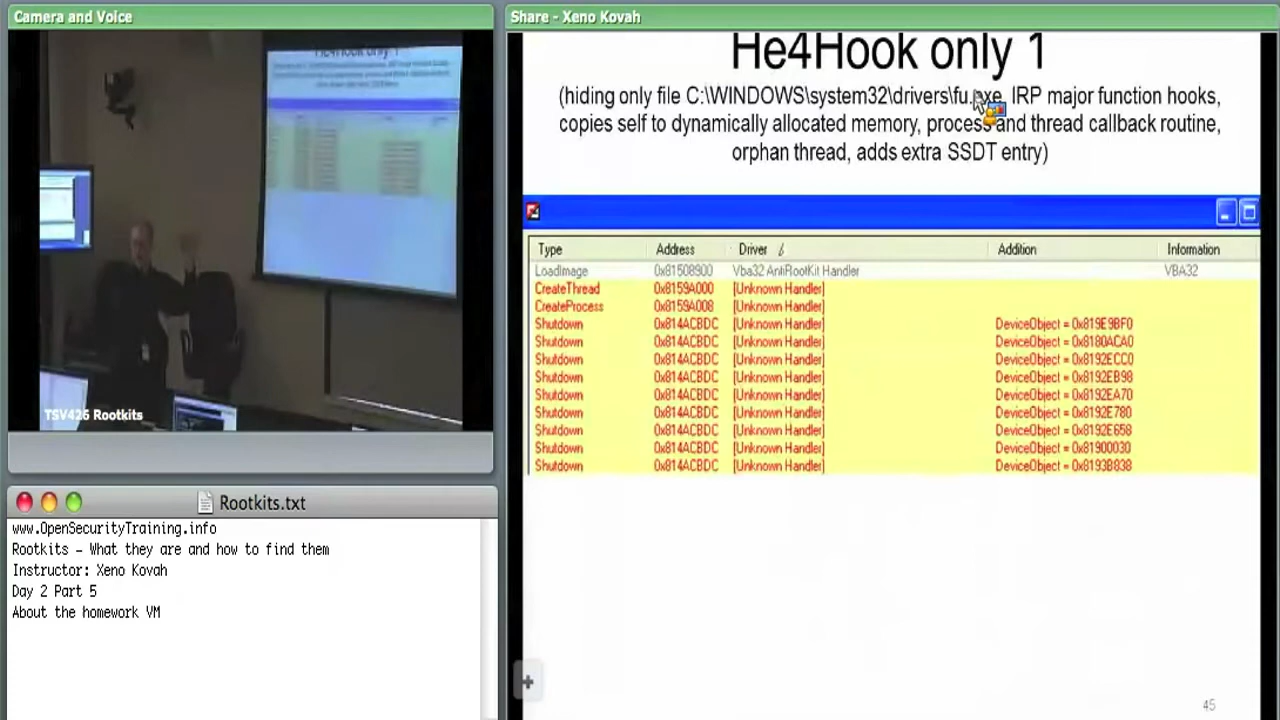 Camera and Voice
He4Hook only 1
TSV426 Rootkits
Rootkits.txt
www.OpenSecurityTraining.info
Rootkits - What they are and how to find them
Instructor: Xeno Kovah
Day 2 Part 5
About the homework VM
Share - Xeno Kovah
He4Hook only 1
(hiding only file C:\WINDOWS\system32\drivers\fu.exe, IRP major function hooks,
copies self to dynamically allocated memory, process and thread callback routine,
orphan thread, adds extra SSDT entry)
Type Address Driver Addition Information
LoadImage 0x81508900 Vba32 AntiRootKit Handler VBA32
CreateThread 0x8159A000 [Unknown Handler]
CreateProcess 0x8159A008 [Unknown Handler]
Shutdown 0x814ACBDC [Unknown Handler] DeviceObject = 0x819E9BF0
Shutdown 0x814ACBDC [Unknown Handler] DeviceObject = 0x8180ACA0
Shutdown 0x814ACBDC [Unknown Handler] DeviceObject = 0x8192ECC0
Shutdown 0x814ACBDC [Unknown Handler] DeviceObject = 0x8192EB98
Shutdown 0x814ACBDC [Unknown Handler] DeviceObject = 0x8192EA70
Shutdown 0x814ACBDC [Unknown Handler] DeviceObject = 0x8192E780
Shutdown 0x814ACBDC [Unknown Handler] DeviceObject = 0x8192E658
Shutdown 0x814ACBDC [Unknown Handler] DeviceObject = 0x81900030
Shutdown 0x814ACBDC [Unknown Handler] DeviceObject = 0x8193B838
45